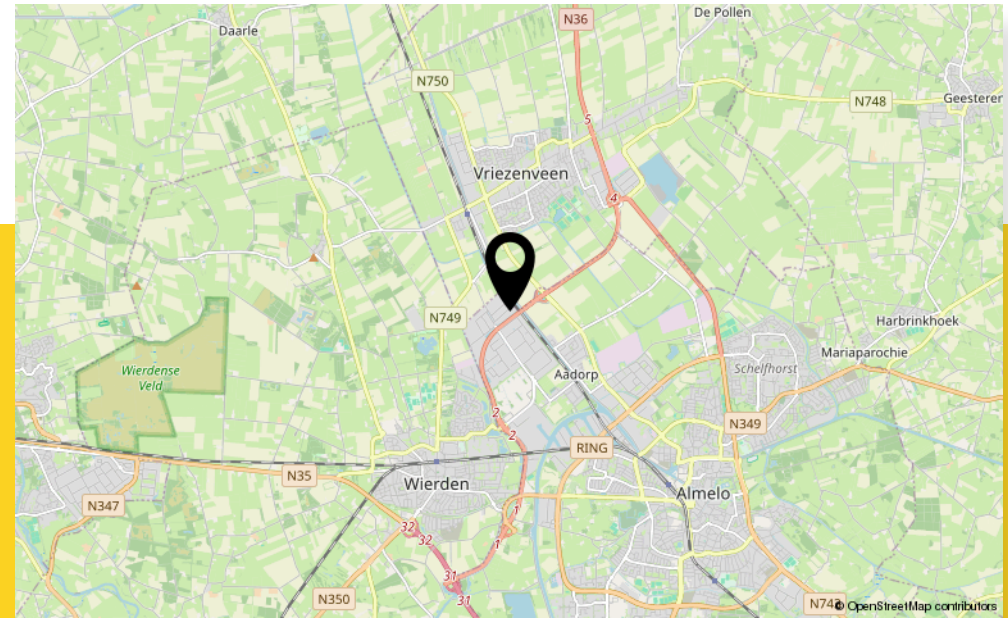 De Pollen
N36
Daarle
N750
N748
Geesteren
5
Vriezenveen
4
N749
Harbrinkhoek
Mariaparochie
Wierdense
Veld
Aadorp
Schelfhorst
2
2
N349
RING
N35
Wierden
Almelo
N347
1
32
32
1
31
31
N350
© OpenStreetMap contributors